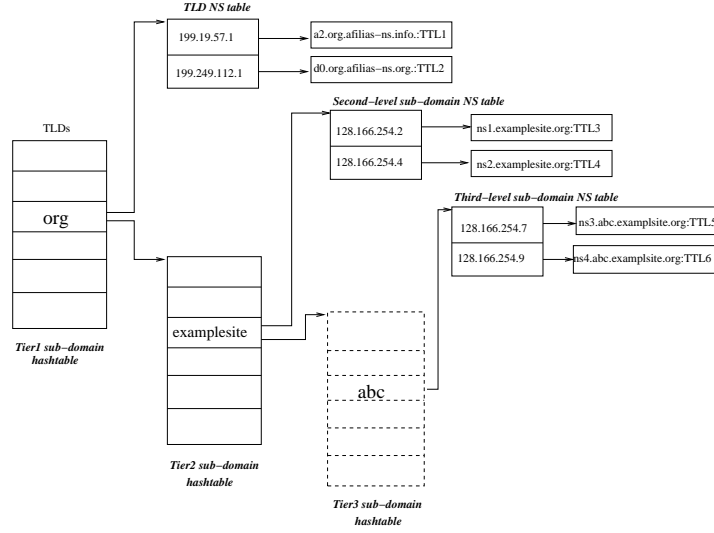 TLD NS table
199.19.57.1
a2.org.afilias−ns.info.:TTL1
199.249.112.1
d0.org.afilias−ns.org.:TTL2
Second−level sub−domain NS table
128.166.254.2
ns1.examplesite.org:TTL3
128.166.254.4
ns2.examplesite.org:TTL4
TLDs
org
Third−level sub−domain NS table
128.166.254.7
ns3.abc.examplsite.org:TTL5
128.166.254.9
ns4.abc.examplsite.org:TTL6
Tier1 sub−domain
hashtable
examplesite
abc
Tier2 sub−domain
hashtable
Tier3 sub−domain
hashtable